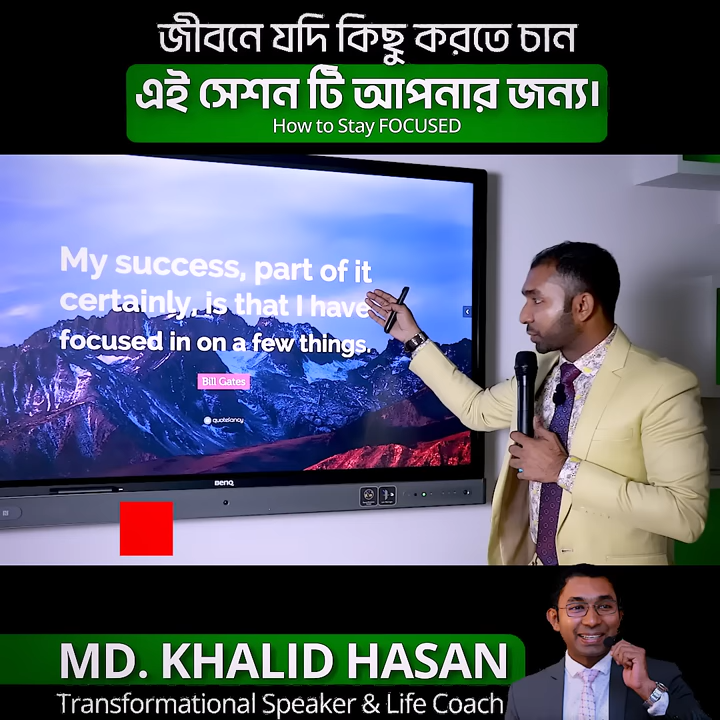 জীবনে যদি কিছু করতে চান
এই সেশন টি আপনার জন্য।
How to Stay FOCUSED
My success, part of it
certainly, is that I have
focused in on a few things.
Bill Gates
quotefancy
BenQ
MD. KHALID HASAN
Transformational Speaker & Life Coach